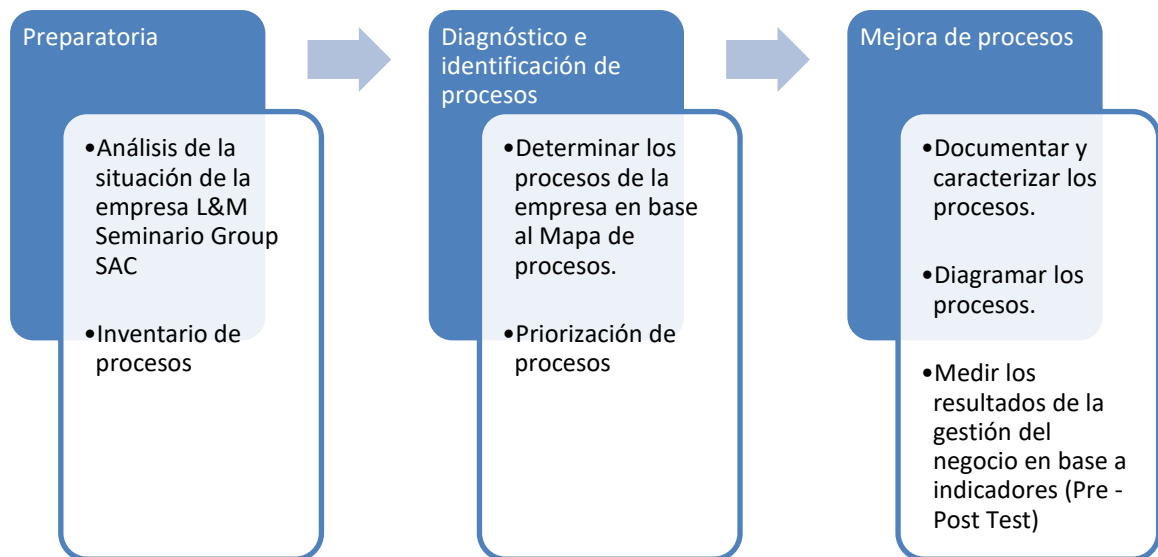 Preparatoria
•Análisis de la
situación de la
empresa L&M
Seminario Group
SAC
•Inventario de
procesos
Diagnóstico e
identificación de
procesos
•Determinar los
procesos de la
empresa en base
al Mapa de
procesos.
•Priorización de
procesos
Mejora de procesos
•Documentar y
caracterizar los
procesos.
•Diagramar los
procesos.
•Medir los
resultados de la
gestión del
negocio en base a
indicadores (Pre -
Post Test)